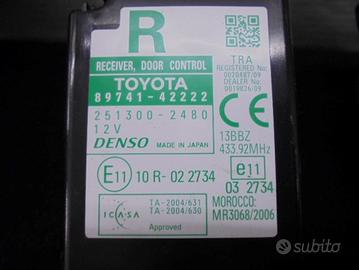 R
RECEIVER, DOOR CONTROL
TOYOTA
89741-42222
251300-2480
12V
DENSO MADE IN JAPAN
E11 10 R- 02 2734
ICASA
TA-2004/631
TA-2004/630
Approved
TRA
REGISTERED No:
0020487/09
DEALER No:
0019826/09
CE
13BBZ
433.92MHz
e11
03 2734
MOROCCO:
MR3068/2006
subito